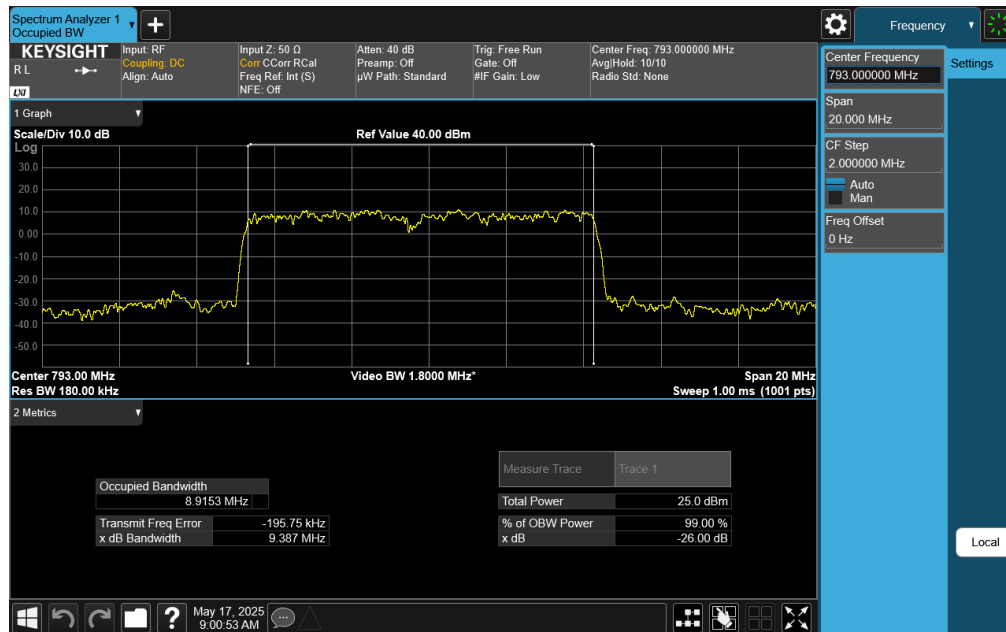 Spectrum Analyzer 1
Occupied BW
Frequency
KEYSIGHT
R L
LXI
Input: RF
Coupling: DC
Align: Auto
Input Z: 50 Ω
Corr CCorr RCal
Freq Ref: Int (S)
NFE: Off
Atten: 40 dB
Preamp: Off
µW Path: Standard
Trig: Free Run
Gate: Off
#IF Gain: Low
Center Freq: 793.000000 MHz
Avg|Hold: 10/10
Radio Std: None
Center Frequency
793.000000 MHz
Settings
Span
20.000 MHz
CF Step
2.000000 MHz
Auto
Man
Freq Offset
0 Hz
Local
1 Graph
Scale/Div 10.0 dB
Ref Value 40.00 dBm
Log
30.0
20.0
10.0
0.00
-10.0
-20.0
-30.0
-40.0
-50.0
Center 793.00 MHz
Video BW 1.8000 MHz*
Span 20 MHz
Res BW 180.00 kHz
Sweep 1.00 ms (1001 pts)
2 Metrics
Measure Trace Trace 1
Occupied Bandwidth
8.9153 MHz
Total Power 25.0 dBm
Transmit Freq Error -195.75 kHz
% of OBW Power 99.00 %
x dB Bandwidth 9.387 MHz
x dB -26.00 dB
?
May 17, 2025
9:00:53 AM